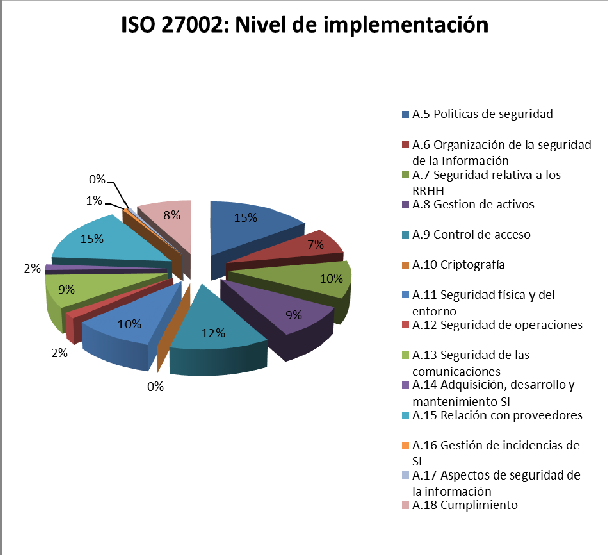 ISO 27002: Nivel de implementación
0%
1%
8%
15%
7%
10%
9%
12%
0%
10%
2%
9%
2%
15%
A.5 Politicas de seguridad
A.6 Organización de la seguridad
de la Información
A.7 Seguridad relativa a los
RRHH
A.8 Gestion de activos
A.9 Control de acceso
A.10 Criptografía
A.11 Seguridad física y del
entorno
A.12 Seguridad de operaciones
A.13 Seguridad de las
comunicaciones
A.14 Adquisición, desarrollo y
mantenimiento SI
A.15 Relación con proveedores
A.16 Gestión de incidencias de
SI
A.17 Aspectos de seguridad de
la información
A.18 Cumplimiento